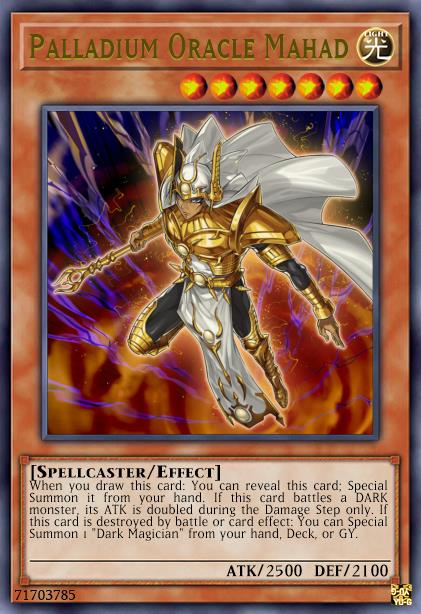 Palladium Oracle Mahad
LIGHT
光
[Spellcaster/Effect]
When you draw this card: You can reveal this card; Special
Summon it from your hand. If this card battles a DARK
monster, its ATK is doubled during the Damage Step only. If
this card is destroyed by battle or card effect: You can Special
Summon 1 "Dark Magician" from your hand, Deck, or GY.
ATK/2500 DEF/2100
71703785